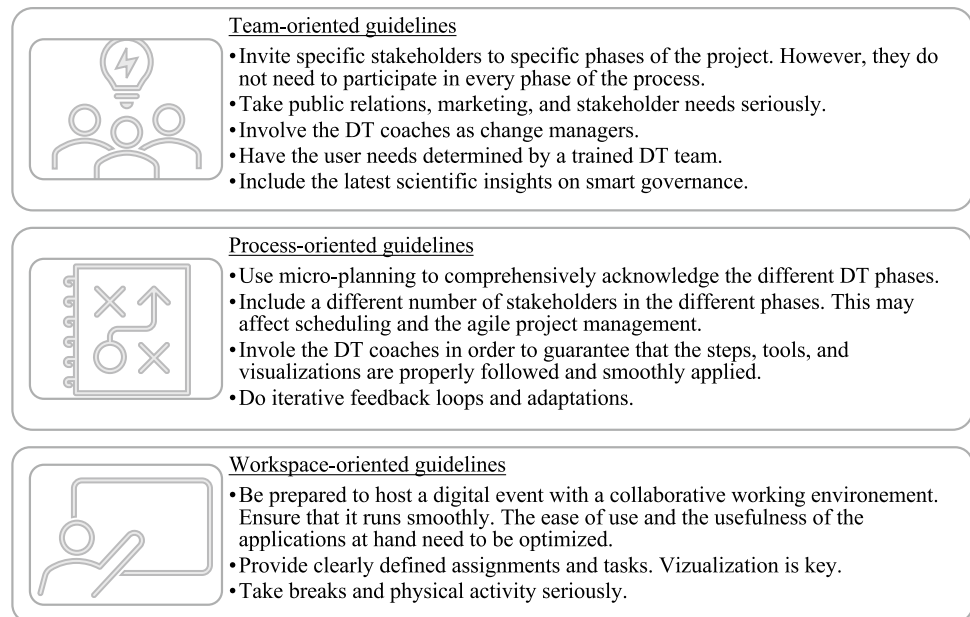 Team-oriented guidelines
•Invite specific stakeholders to specific phases of the project. However, they do
not need to participate in every phase of the process.
•Take public relations, marketing, and stakeholder needs seriously.
•Involve the DT coaches as change managers.
•Have the user needs determined by a trained DT team.
•Include the latest scientific insights on smart governance.
Process-oriented guidelines
•Use micro-planning to comprehensively acknowledge the different DT phases.
•Include a different number of stakeholders in the different phases. This may
affect scheduling and the agile project management.
•Invole the DT coaches in order to guarantee that the steps, tools, and
visualizations are properly followed and smoothly applied.
•Do iterative feedback loops and adaptations.
Workspace-oriented guidelines
•Be prepared to host a digital event with a collaborative working environement.
Ensure that it runs smoothly. The ease of use and the usefulness of the
applications at hand need to be optimized.
•Provide clearly defined assignments and tasks. Vizualization is key.
•Take breaks and physical activity seriously.